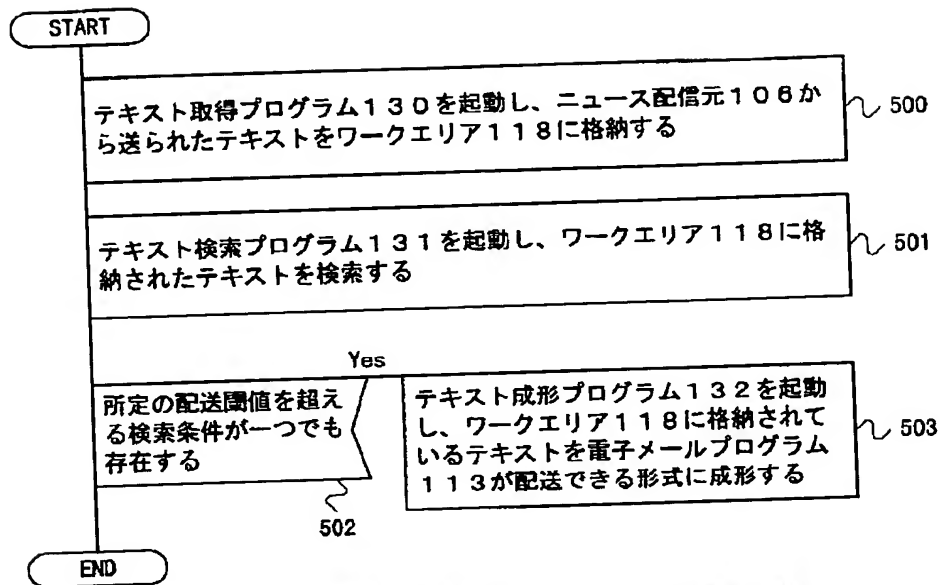 START
テキスト取得プログラム130を起動し、ニュース配信元106か
ら送られたテキストをワークエリア118に格納する
500
テキスト検索プログラム131を起動し、ワークエリア118に格
納されたテキストを検索する
501
Yes
所定の配送閾値を超え
る検索条件が一つでも
存在する
502
テキスト成形プログラム132を起動
し、ワークエリア118に格納されて
いるテキストを電子メールプログラム
113が配送できる形式に成形する
503
END